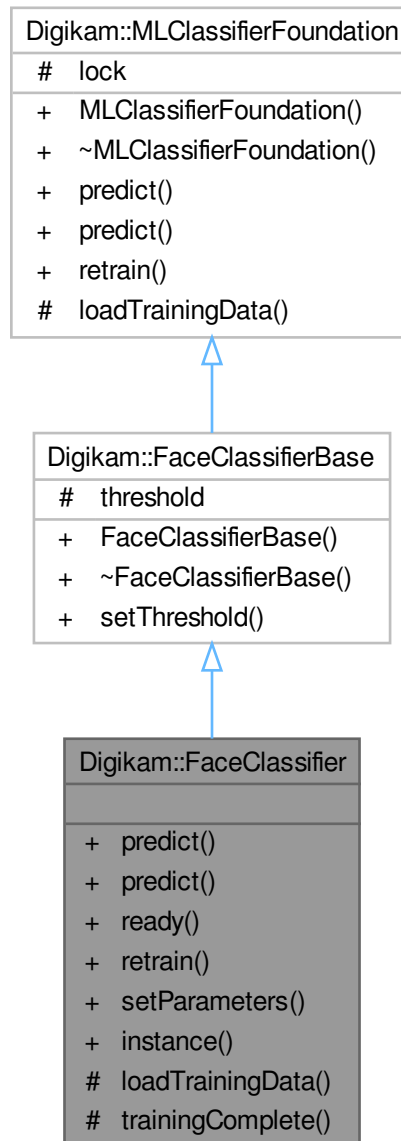 Digikam::MLClassifierFoundation
# lock
+ MLClassifierFoundation()
+ ~MLClassifierFoundation()
+ predict()
+ predict()
+ retrain()
# loadTrainingData()
Digikam::FaceClassifierBase
# threshold
+ FaceClassifierBase()
+ ~FaceClassifierBase()
+ setThreshold()
Digikam::FaceClassifier
+ predict()
+ predict()
+ ready()
+ retrain()
+ setParameters()
+ instance()
# loadTrainingData()
# trainingComplete()